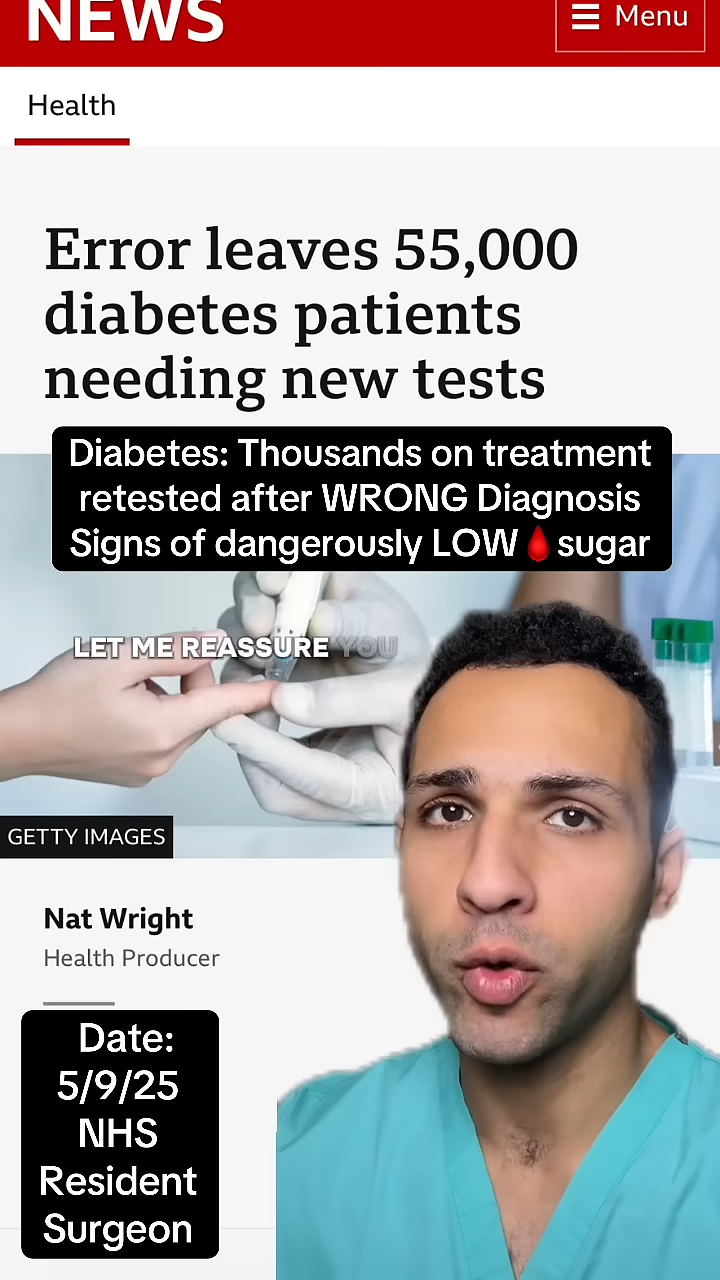 NEWS
Menu
Health
Error leaves 55,000
diabetes patients
needing new tests
Diabetes: Thousands on treatment
retested after WRONG Diagnosis
Signs of dangerously LOW🩸sugar
LET ME REASSURE YOU
GETTY IMAGES
Nat Wright
Health Producer
Date:
5/9/25
NHS
Resident
Surgeon